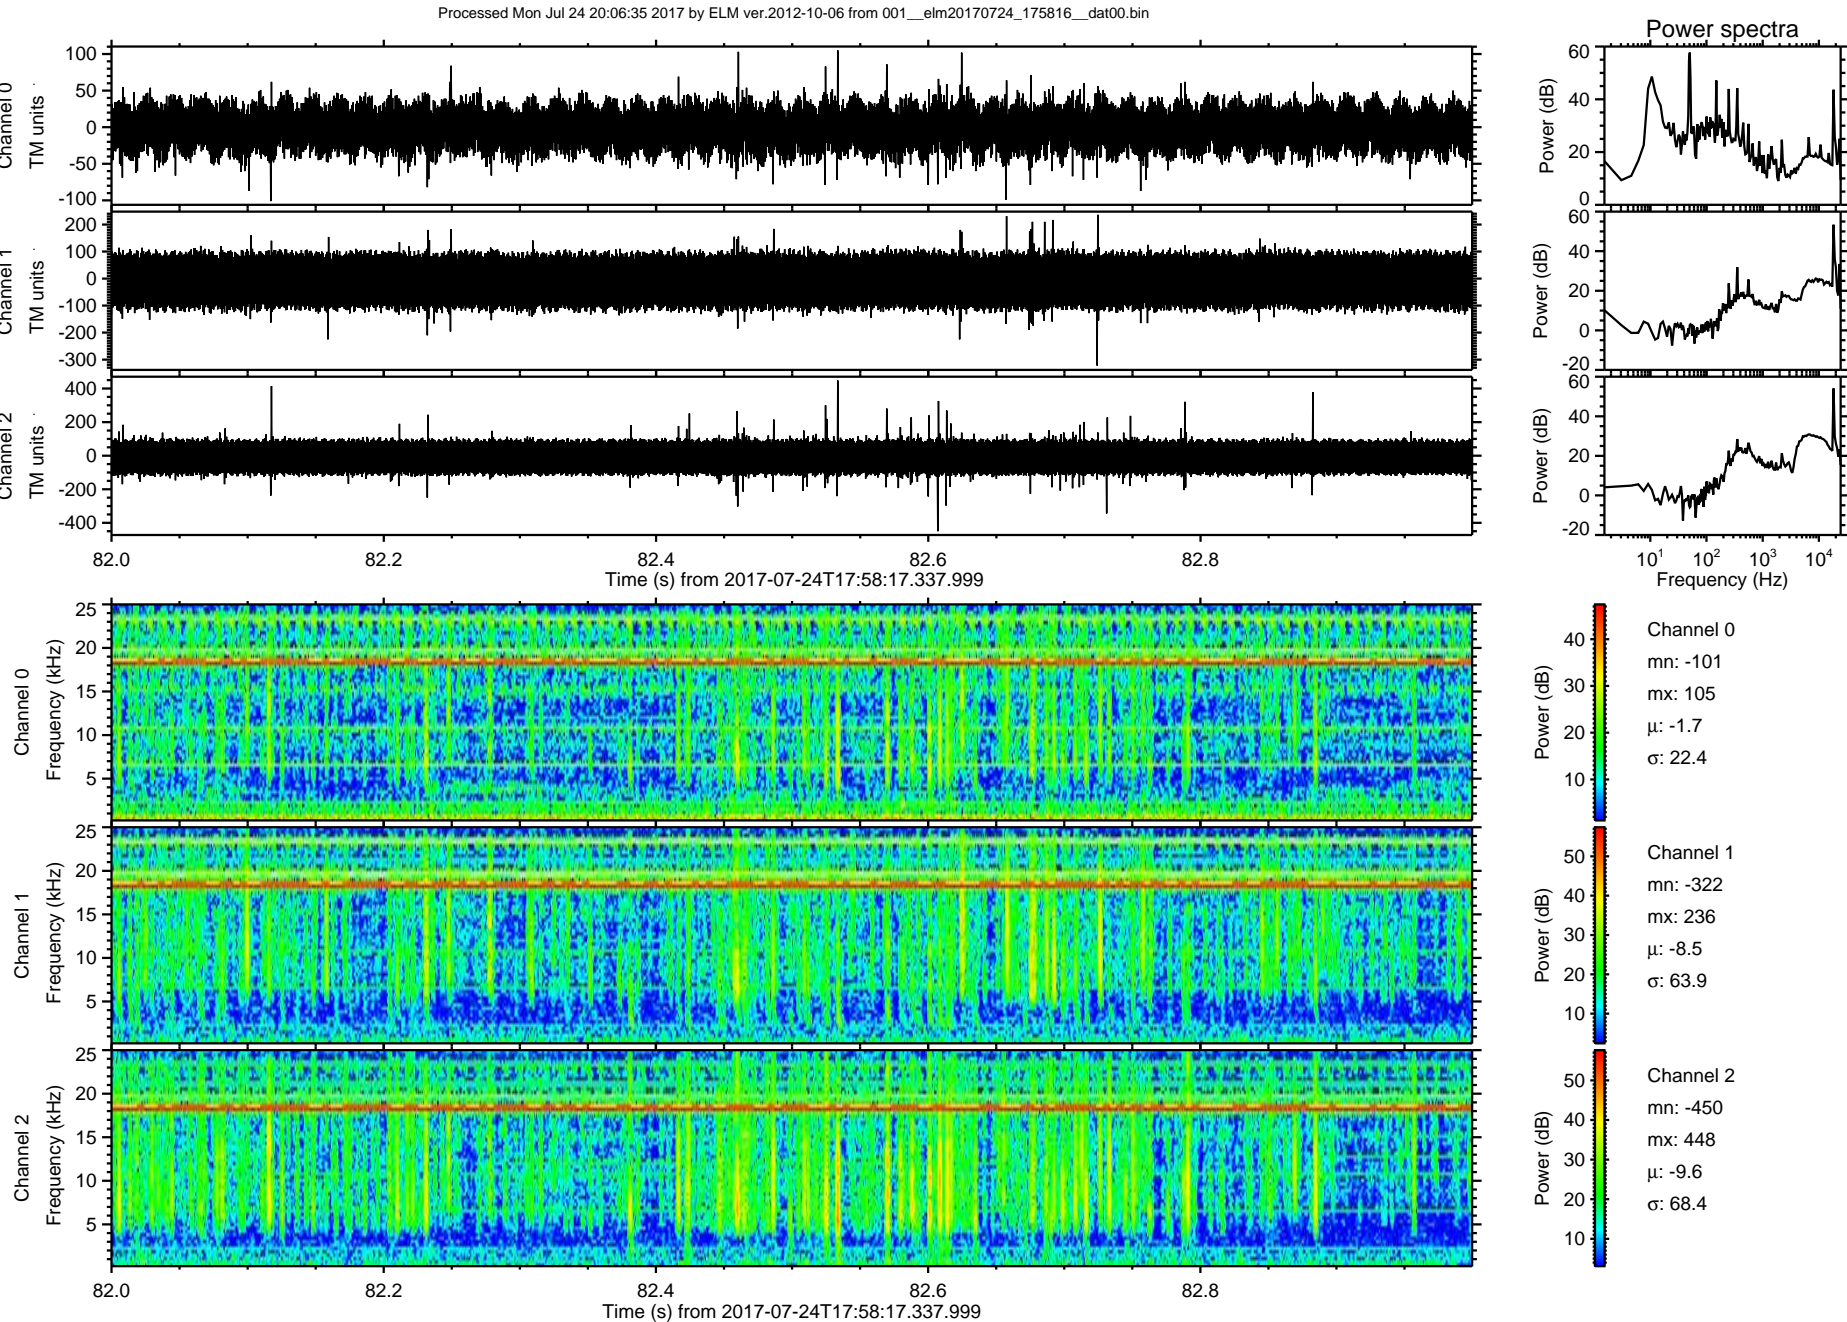 Processed Mon Jul 24 20:06:35 2017 by ELM ver.2012-10-06 from 001__elm20170724_175816__dat00.bin
Power spectra
Channel 0
TM units
100
50
0
-50
-100
Power (dB)
60
40
20
0
Channel 1
TM units
200
100
0
-100
-200
-300
Power (dB)
60
40
20
0
-20
Channel 2
TM units
400
200
0
-200
-400
Power (dB)
60
40
20
0
-20
82.0 82.2 82.4 82.6 82.8
Time (s) from 2017-07-24T17:58:17.337.999
10¹ 10² 10³ 10⁴
Frequency (Hz)
Channel 0
Frequency (kHz)
25
20
15
10
5
Power (dB)
40
30
20
10
Channel 0
mn: -101
mx: 105
μ: -1.7
σ: 22.4
Channel 1
Frequency (kHz)
25
20
15
10
5
Power (dB)
50
40
30
20
10
Channel 1
mn: -322
mx: 236
μ: -8.5
σ: 63.9
Channel 2
Frequency (kHz)
25
20
15
10
5
Power (dB)
50
40
30
20
10
Channel 2
mn: -450
mx: 448
μ: -9.6
σ: 68.4
82.0 82.2 82.4 82.6 82.8
Time (s) from 2017-07-24T17:58:17.337.999